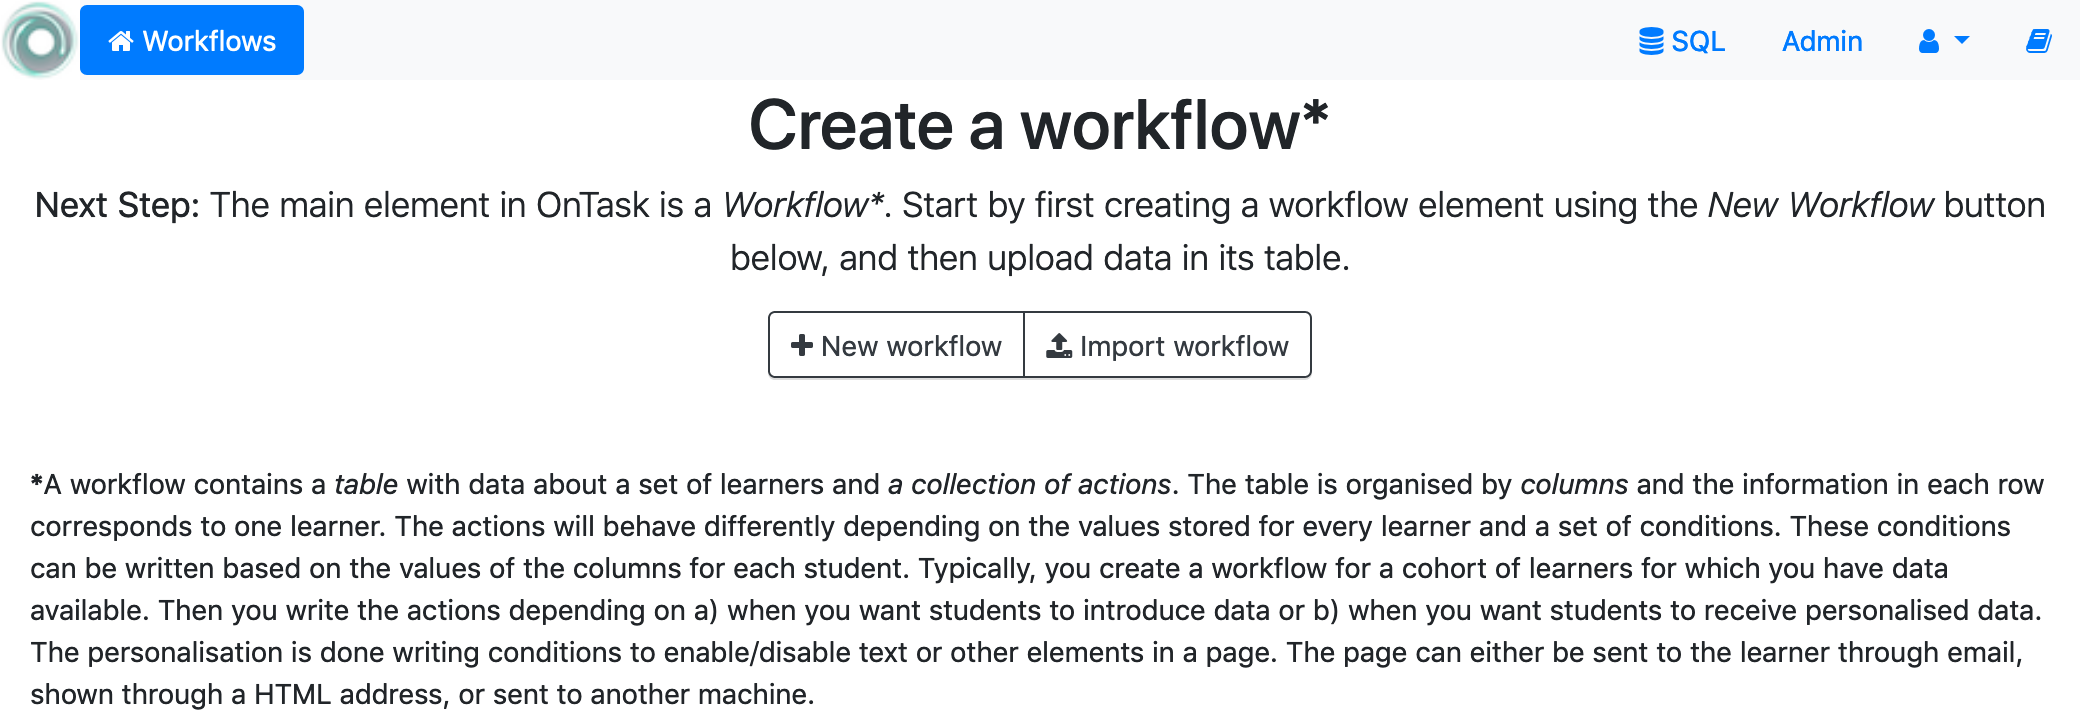 Workflows
SQL
Admin
Create a workflow*
Next Step: The main element in OnTask is a Workflow*. Start by first creating a workflow element using the New Workflow button
below, and then upload data in its table.
New workflow
Import workflow
*A workflow contains a table with data about a set of learners and a collection of actions. The table is organised by columns and the information in each row
corresponds to one learner. The actions will behave differently depending on the values stored for every learner and a set of conditions. These conditions
can be written based on the values of the columns for each student. Typically, you create a workflow for a cohort of learners for which you have data
available. Then you write the actions depending on a) when you want students to introduce data or b) when you want students to receive personalised data.
The personalisation is done writing conditions to enable/disable text or other elements in a page. The page can either be sent to the learner through email,
shown through a HTML address, or sent to another machine.